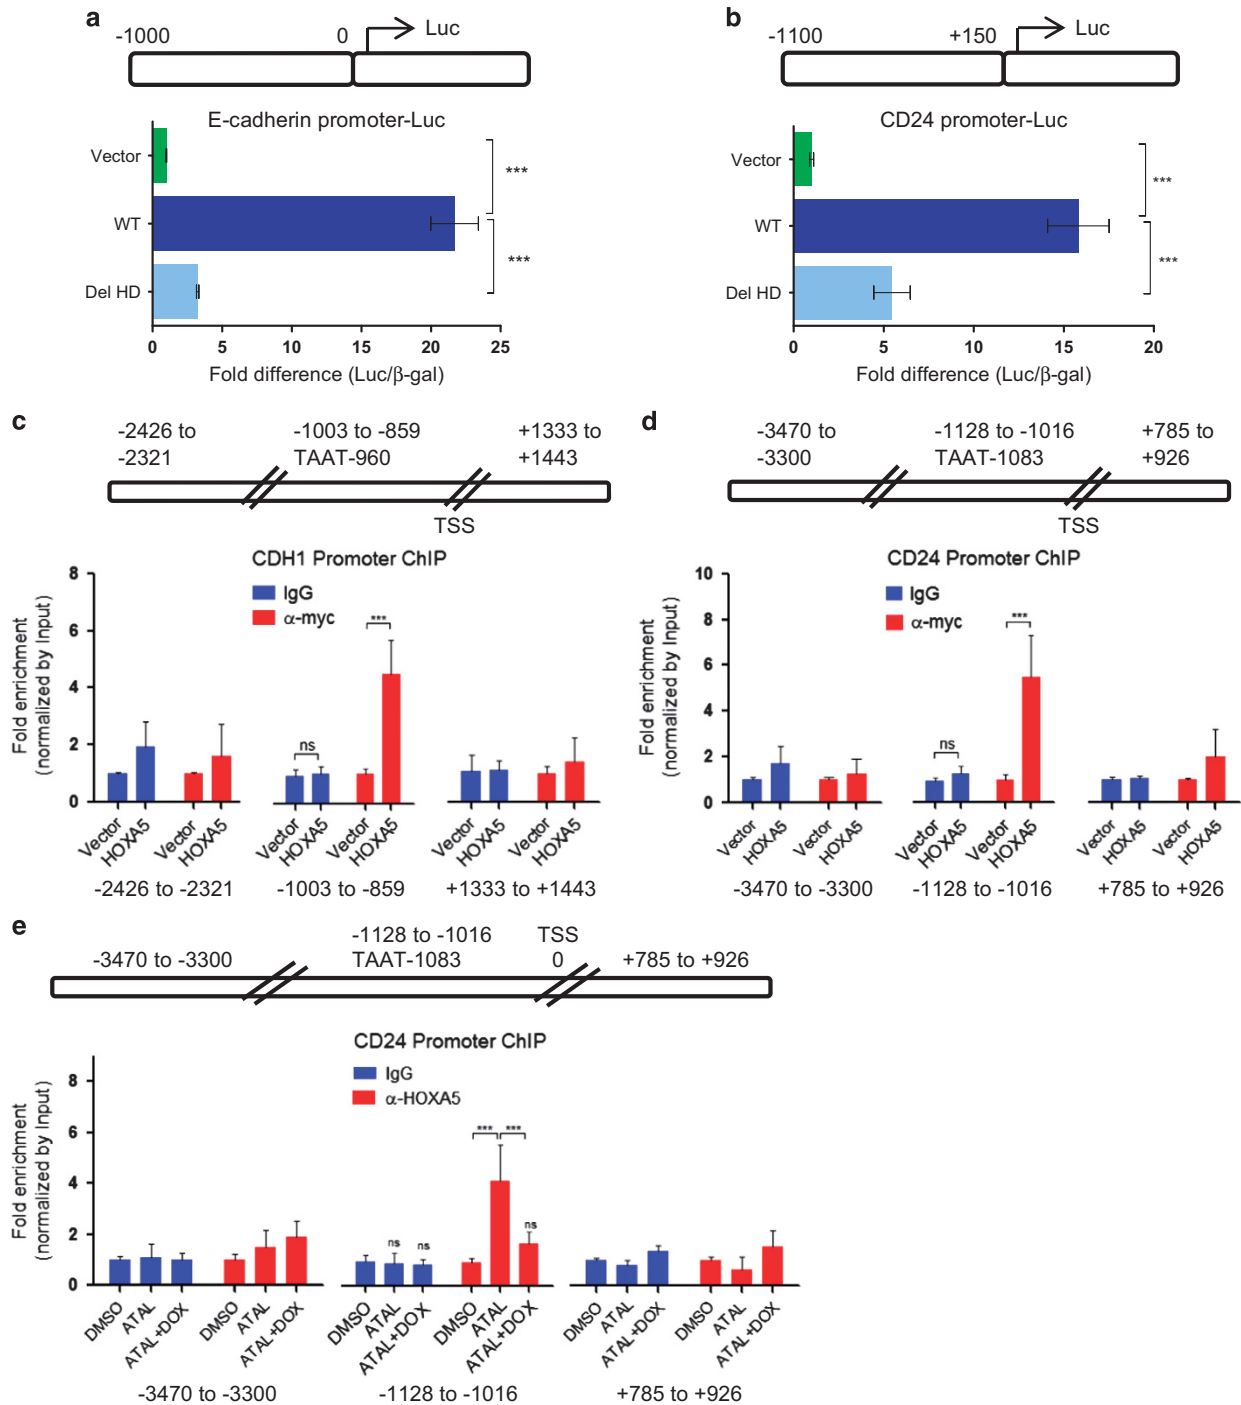 a
-1000 0 Luc
E-cadherin promoter-Luc
Vector
***
WT
***
Del HD
0 5 10 15 20 25
Fold difference (Luc/β-gal)
b
-1100 +150 Luc
CD24 promoter-Luc
Vector
***
WT
***
Del HD
0 5 10 15 20
Fold difference (Luc/β-gal)
c
-2426 to -1003 to -859 +1333 to
-2321 TAAT-960 +1443
TSS
CDH1 Promoter ChIP
IgG
α-myc
Fold enrichment
(normalized by Input)
8
6
4
2
0
ns
***
Vector HOXA5 Vector HOXA5 Vector HOXA5 Vector HOXA5 Vector HOXA5 Vector HOXA5
-2426 to -2321 -1003 to -859 +1333 to +1443
d
-3470 to -1128 to -1016 +785 to
-3300 TAAT-1083 +926
TSS
CD24 Promoter ChIP
IgG
α-myc
Fold enrichment
(normalized by Input)
10
8
6
4
2
0
ns
***
Vector HOXA5 Vector HOXA5 Vector HOXA5 Vector HOXA5 Vector HOXA5 Vector HOXA5
-3470 to -3300 -1128 to -1016 +785 to +926
e
-1128 to -1016 TSS
-3470 to -3300 TAAT-1083 0 +785 to +926
CD24 Promoter ChIP
IgG
α-HOXA5
Fold enrichment
(normalized by Input)
8
6
4
2
0
*** ***
ns ns ns
DMSO ATAL ATAL+DOX DMSO ATAL ATAL+DOX DMSO ATAL ATAL+DOX DMSO ATAL ATAL+DOX DMSO ATAL ATAL+DOX DMSO ATAL ATAL+DOX
-3470 to -3300 -1128 to -1016 +785 to +926